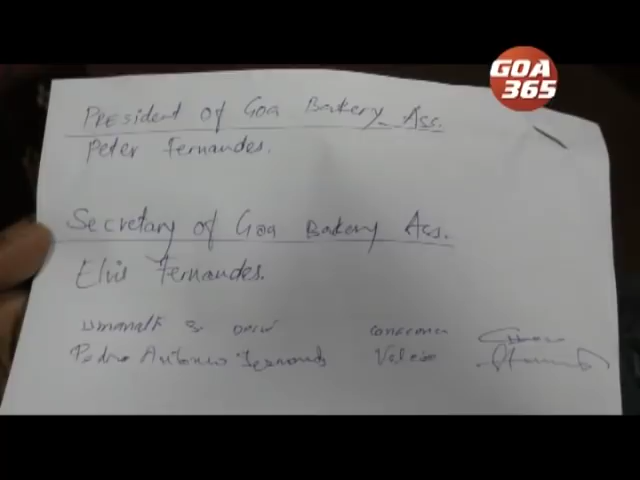 GOA
365
President of Goa Bakery Ass.
Peter Fernandes.
Secretary of Goa Bakery Ass.
Elvis Fernandes.
Pedro Antonio Fernandes